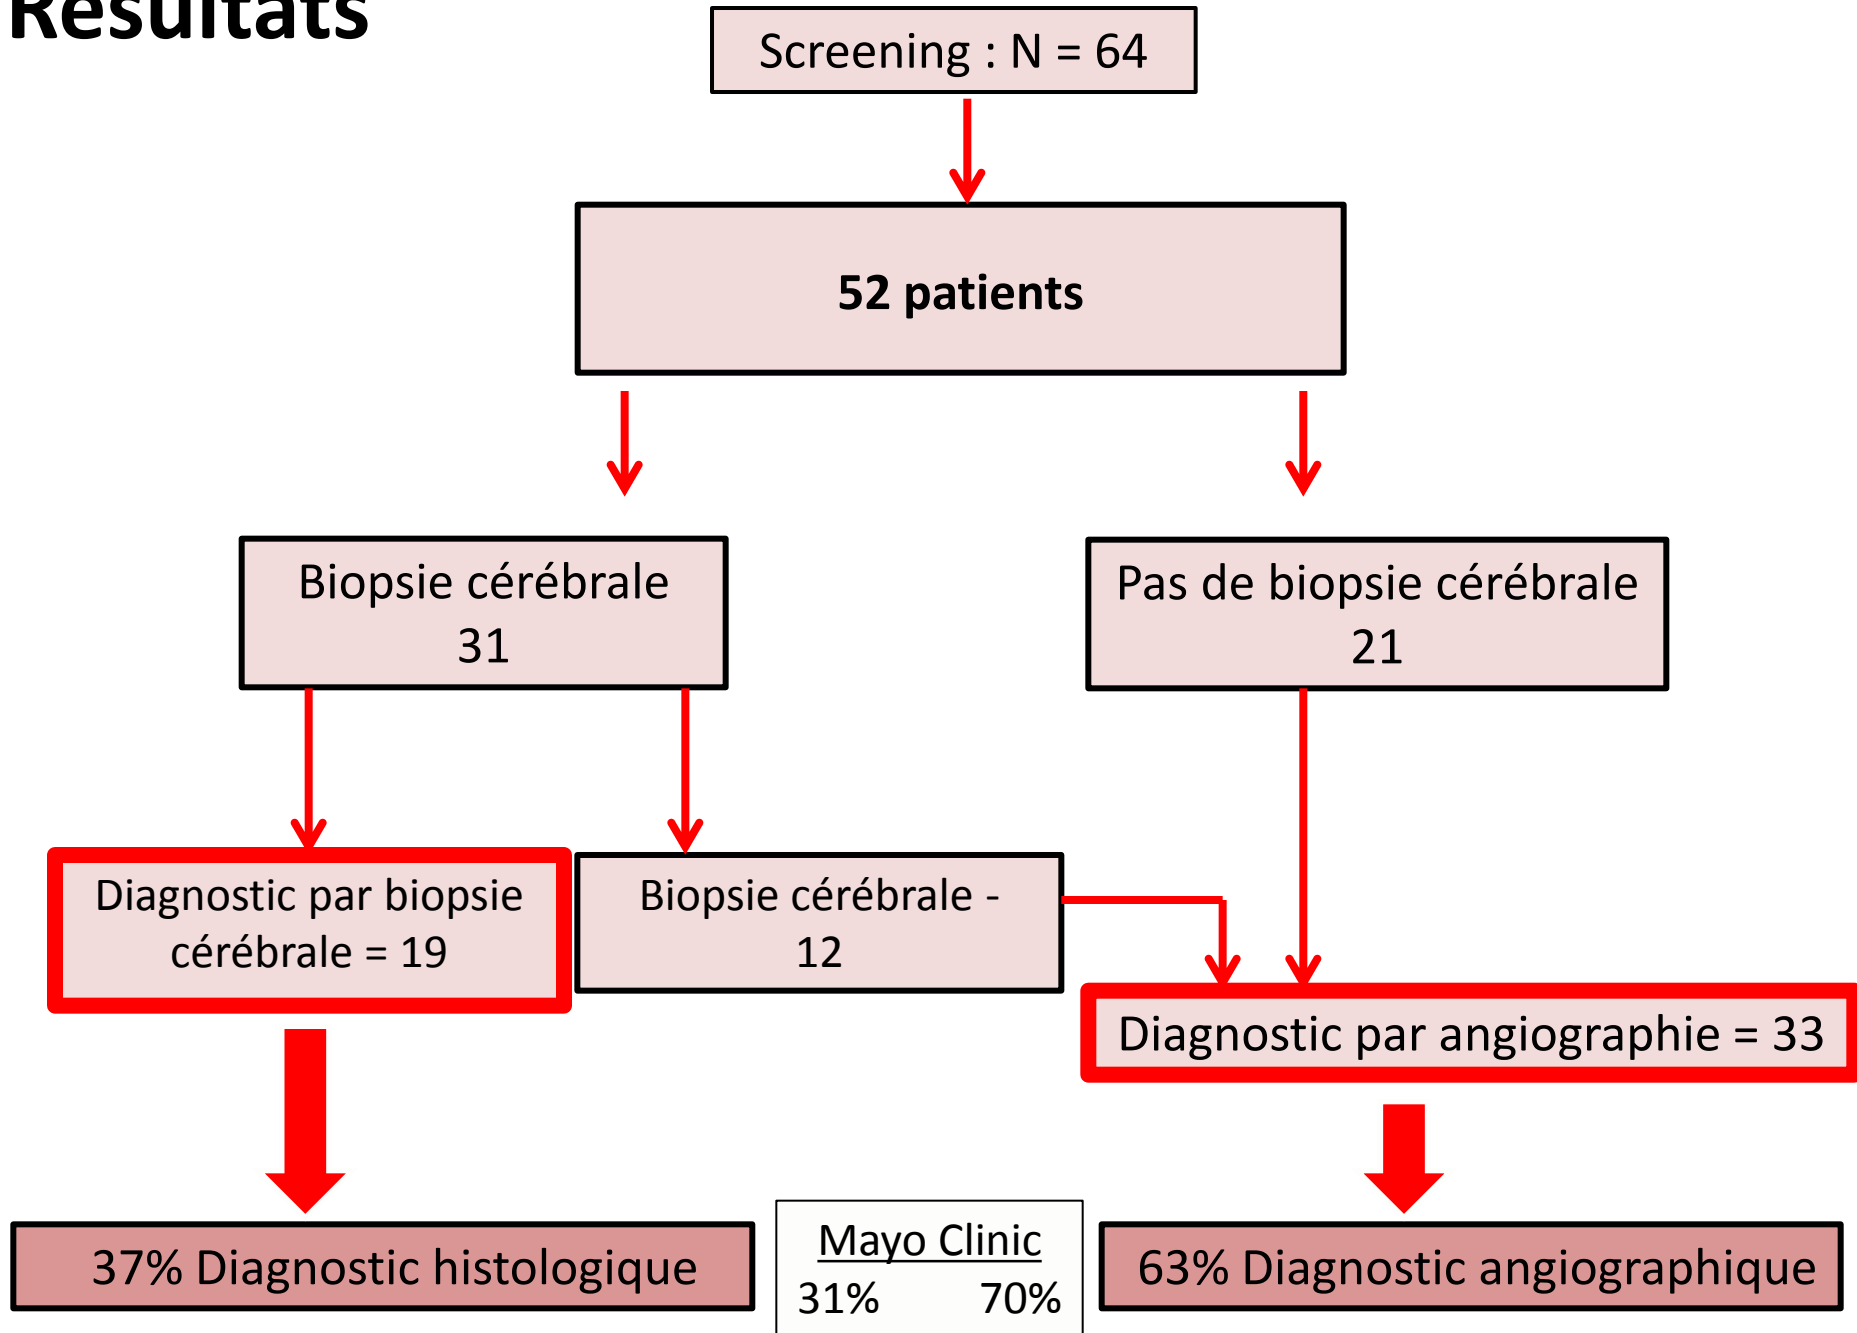 Résultats
Screening : N = 64
52 patients
Biopsie cérébrale
31
Pas de biopsie cérébrale
21
Diagnostic par biopsie
cérébrale = 19
Biopsie cérébrale -
12
Diagnostic par angiographie = 33
37% Diagnostic histologique
Mayo Clinic
31% 70%
63% Diagnostic angiographique